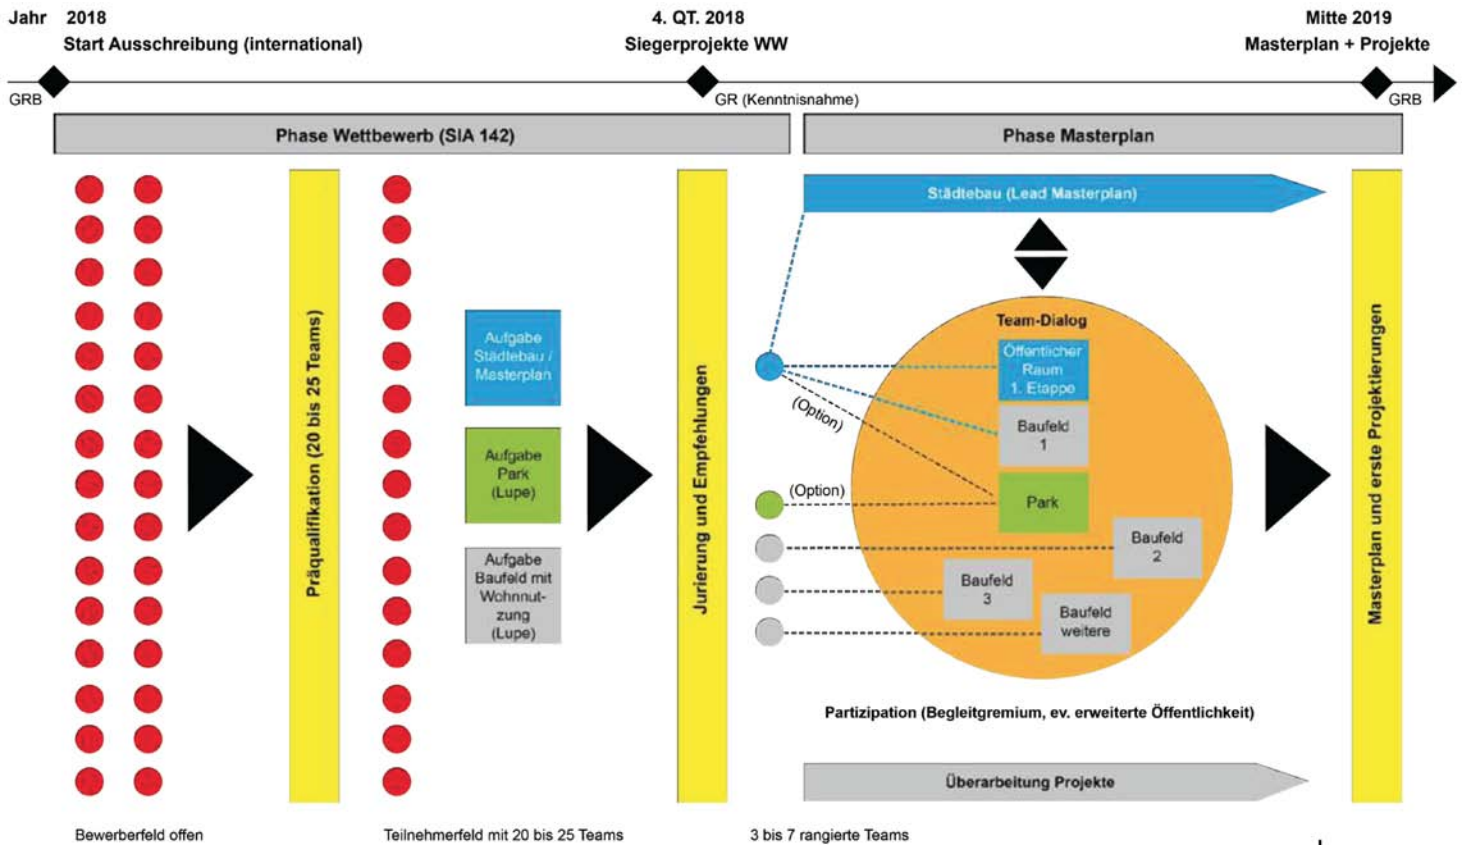 Jahr 2018
4. QT. 2018
Mitte 2019
Start Ausschreibung (international)
Siegerprojekte WW
Masterplan + Projekte
GRB
GR (Kenntnisnahme)
GRB
Phase Wettbewerb (SIA 142)
Phase Masterplan
Präqualifikation (20 bis 25 Teams)
Aufgabe
Städtebau /
Masterplan
Aufgabe
Park
(Lupe)
Aufgabe
Baufeld mit
Wohnnut-
zung
(Lupe)
Jurierung und Empfehlungen
Städtebau (Lead Masterplan)
Team-Dialog
Öffentlicher
Raum
1. Etappe
(Option)
Baufeld
1
(Option)
Park
Baufeld
2
Baufeld
3
Baufeld
weitere
Partizipation (Begleitgremium, ev. erweiterte Öffentlichkeit)
Überarbeitung Projekte
Masterplan und erste Projektierungen
Bewerberfeld offen
Teilnehmerfeld mit 20 bis 25 Teams
3 bis 7 rangierte Teams